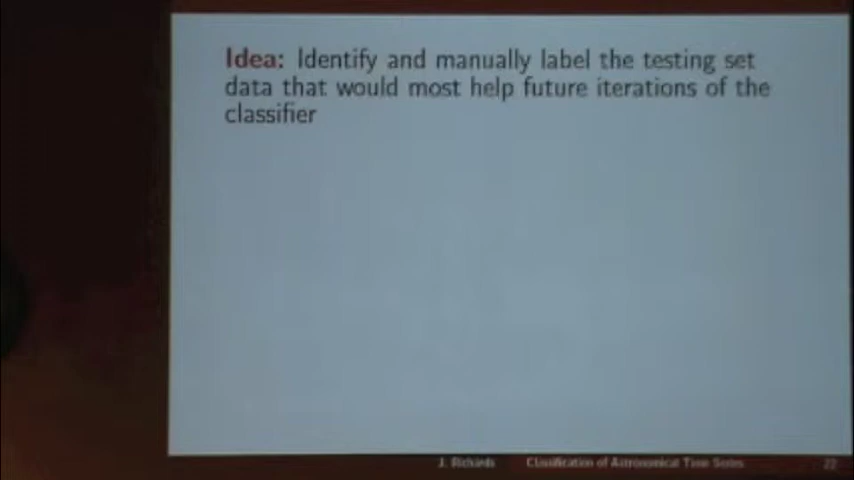 Idea: Identify and manually label the testing set
data that would most help future iterations of the
classifier
J. Richards Classification of Astronomical Time Series 22